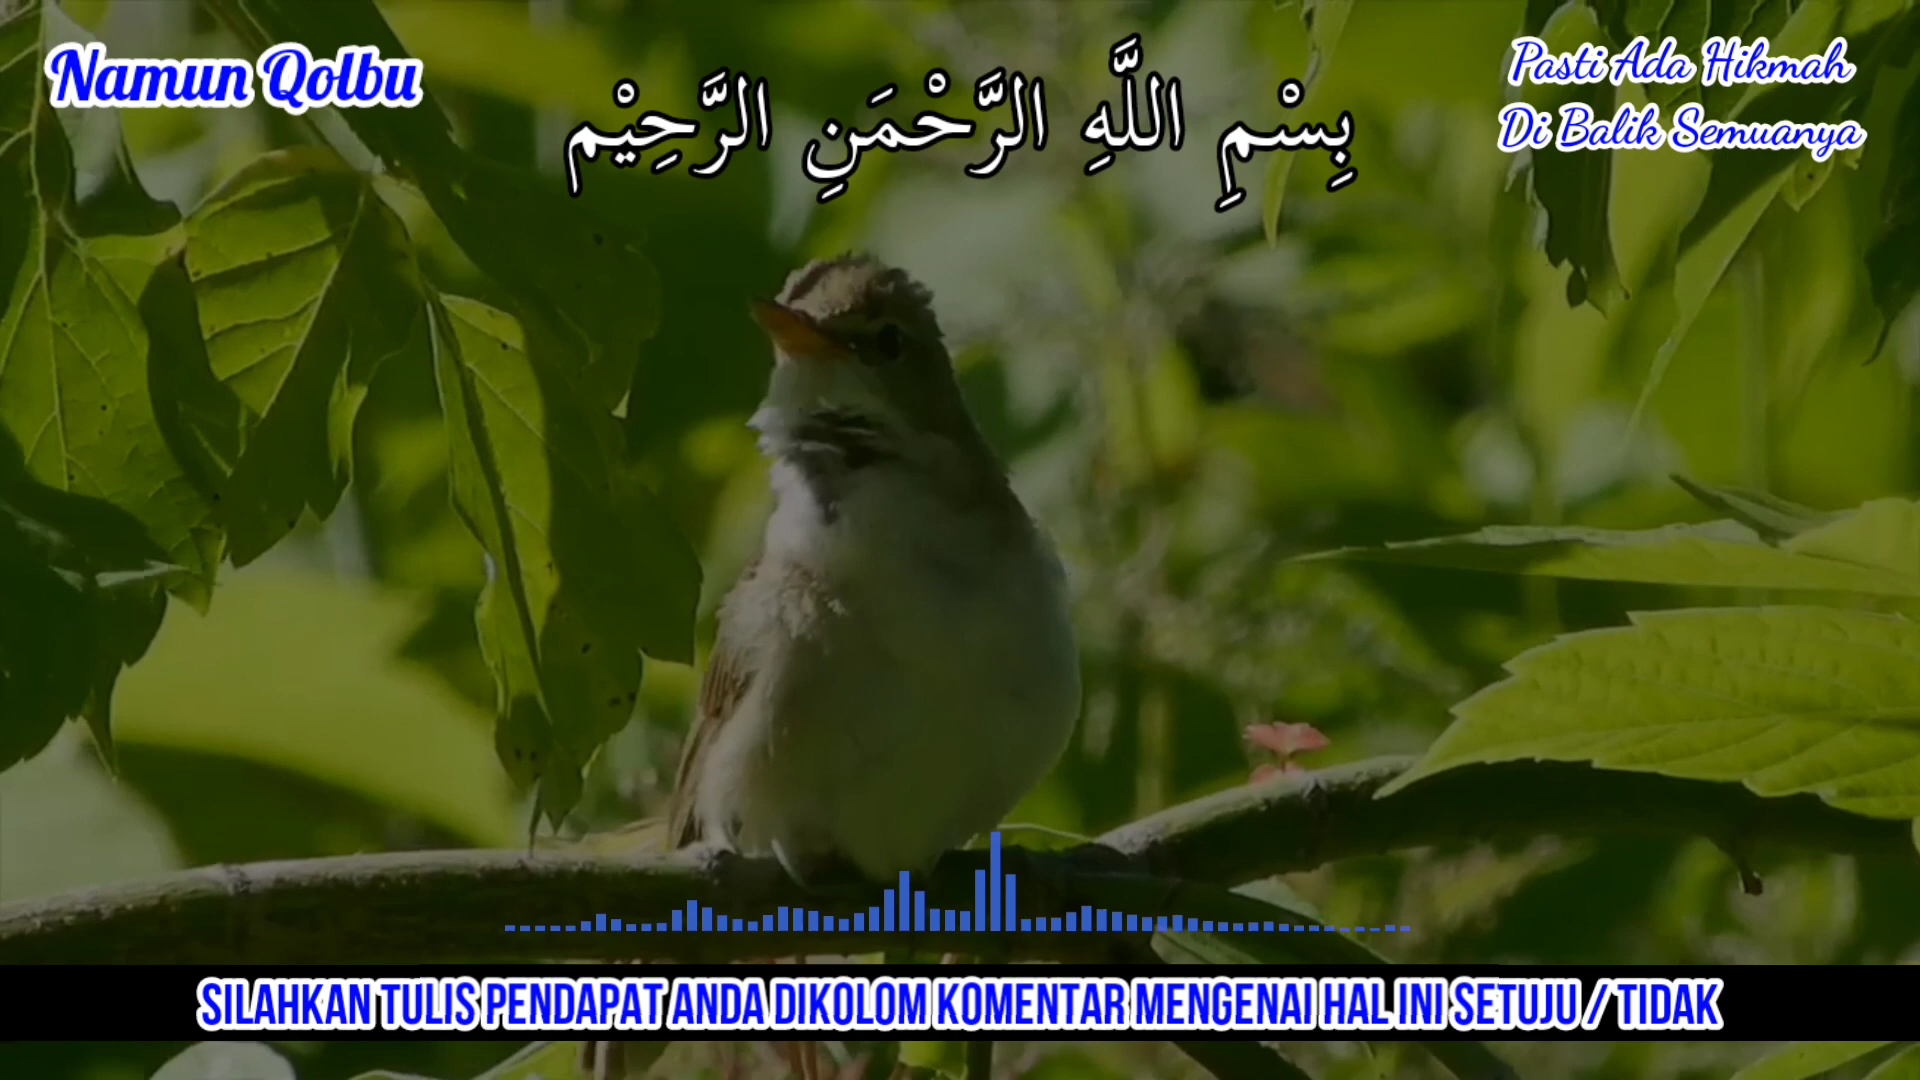 Namun Qolbu
بِسْمِ اللَّهِ الرَّحْمَنِ الرَّحِيْم
Pasti Ada Hikmah
Di Balik Semuanya
SILAHKAN TULIS PENDAPAT ANDA DIKOLOM KOMENTAR MENGENAI HAL INI SETUJU / TIDAK